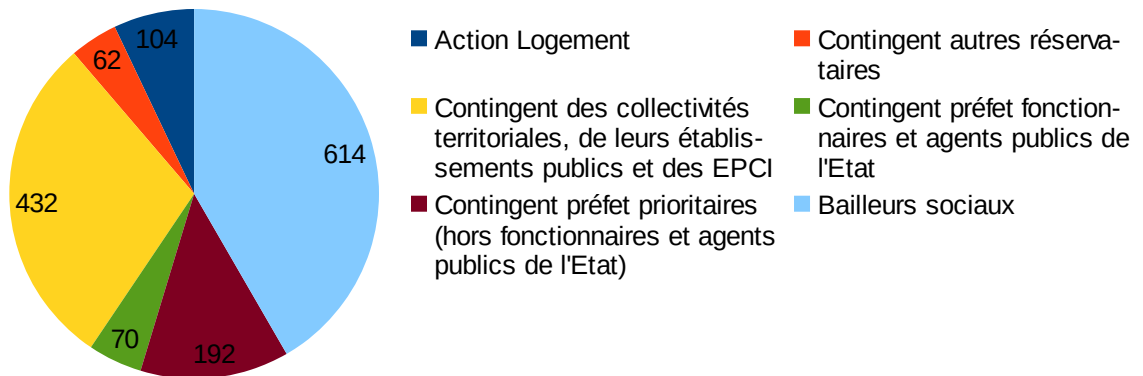 104
62
614
432
70
192
Action Logement
Contingent autres réserva-
taires
Contingent des collectivités
territoriales, de leurs établis-
sements publics et des EPCI
Contingent préfet fonction-
naires et agents publics de
l'Etat
Contingent préfet prioritaires
(hors fonctionnaires et agents
publics de l'Etat)
Bailleurs sociaux